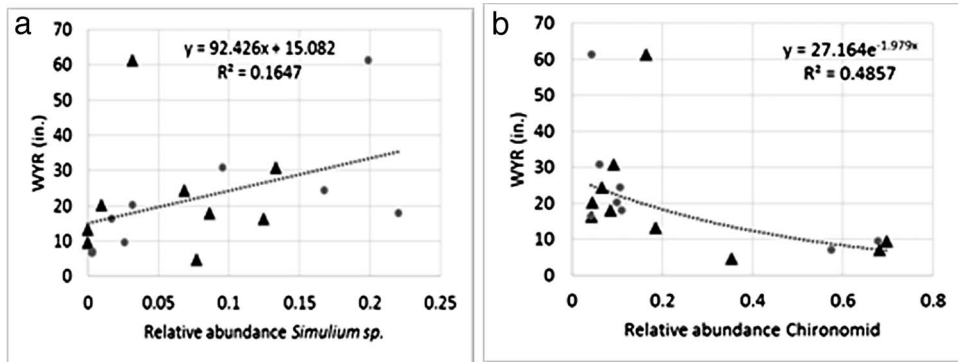 a
70
60
50
40
30
20
10
0
WYR (in.)
y = 92.426x + 15.082
R² = 0.1647
0 0.05 0.1 0.15 0.2 0.25
Relative abundance Simulium sp.
b
70
60
50
40
30
20
10
0
WYR (in.)
y = 27.164e^-1.979x
R² = 0.4857
0 0.2 0.4 0.6 0.8
Relative abundance Chironomid